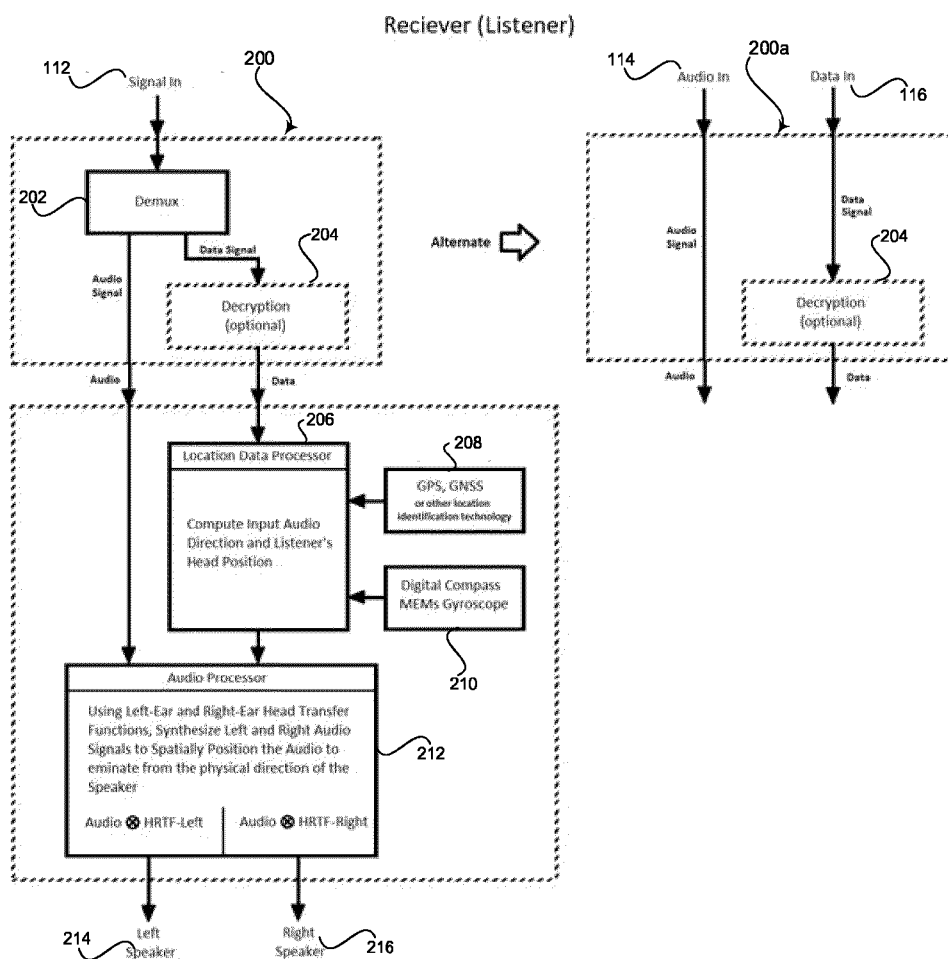 Reciever (Listener)
112
Signal In
200
114
Audio In
200a
Data In
116
202
Demux
Data Signal
204
Audio
Signal
Decryption
(optional)
Audio
Data
Alternate
Audio
Signal
Data
Signal
204
Decryption
(optional)
Audio
Data
206
Location Data Processor
Compute Input Audio
Direction and Listener's
Head Position
208
GPS, GNSS
or other location
identification technology
Digital Compass
MEMs Gyroscope
210
Audio Processor
Using Left-Ear and Right-Ear Head Transfer
Functions, Synthesize Left and Right Audio
Signals to Spatially Position the Audio to
eminate from the physical direction of the
Speaker
212
Audio ⊗ HRTF-Left
Audio ⊗ HRTF-Right
214
Left
Speaker
Right
Speaker
216